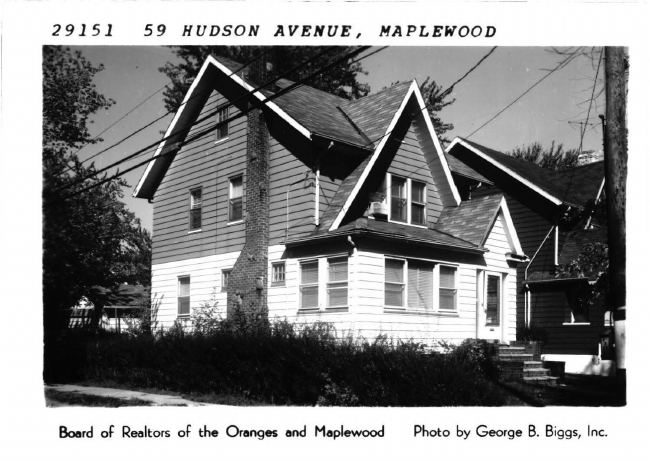 29151 59 HUDSON AVENUE, MAPLEWOOD
Board of Realtors of the Oranges and Maplewood Photo by George B. Biggs, Inc.